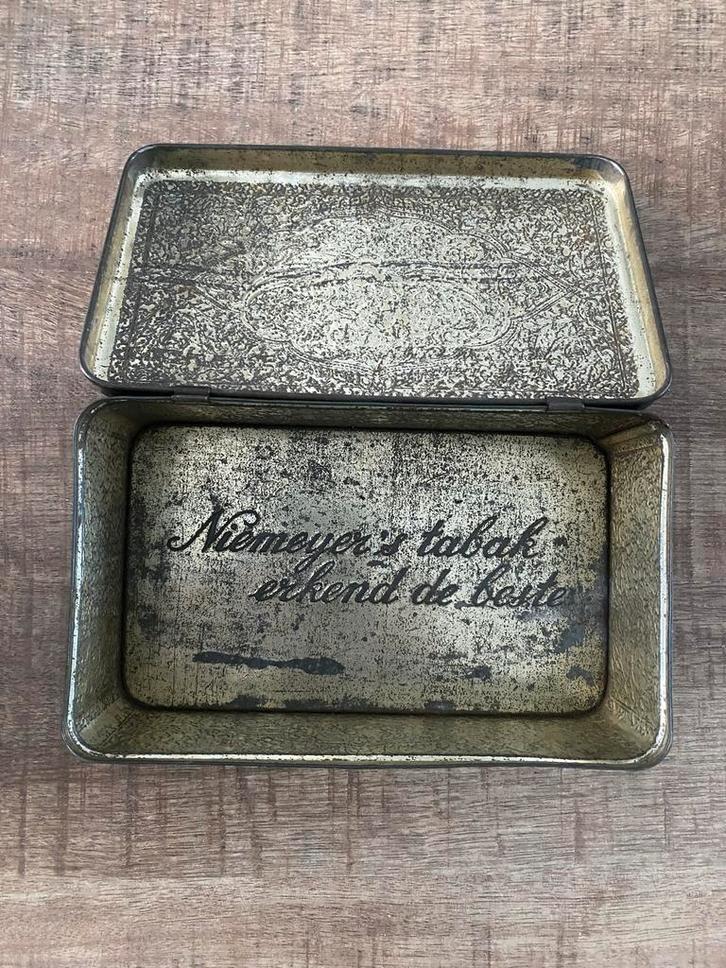 Niemeyer's tabak
erkend de beste